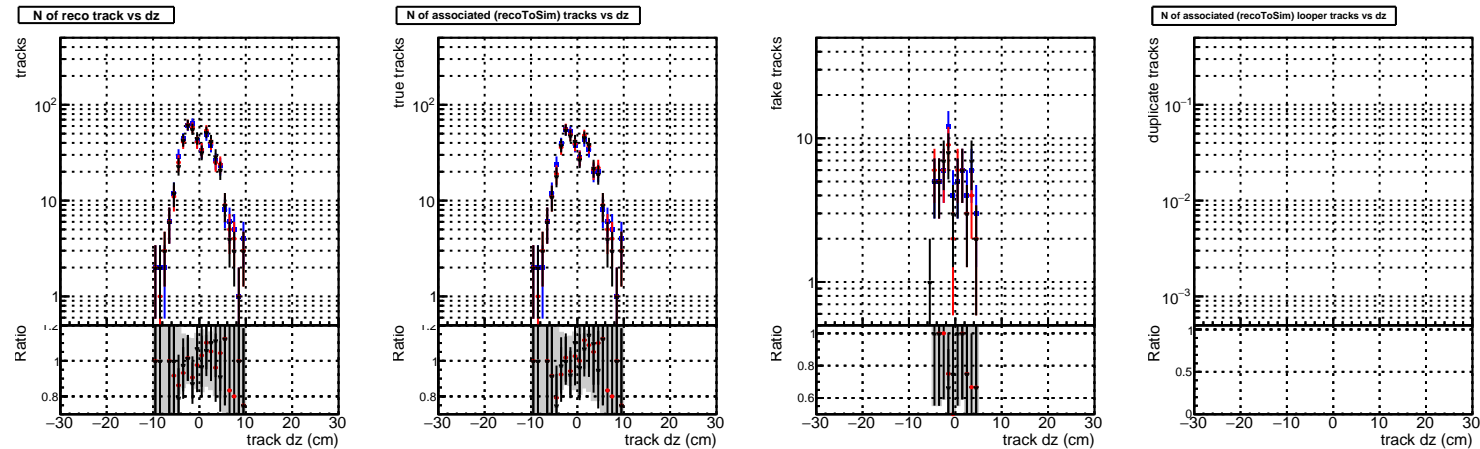 N of reco track vs dz
tracks
10²
10
1
Ratio
1
0.8
−30 −20 −10 0 10 20 30
track dz (cm)
N of associated (recoToSim) tracks vs dz
true tracks
10²
10
1
Ratio
1
0.8
−30 −20 −10 0 10 20 30
track dz (cm)
fake tracks
10
1
Ratio
1
0.8
0.6
−30 −20 −10 0 10 20 30
track dz (cm)
N of associated (recoToSim) looper tracks vs dz
duplicate tracks
10⁻¹
10⁻²
10⁻³
Ratio
1
0.5
0
−30 −20 −10 0 10 20 30
track dz (cm)